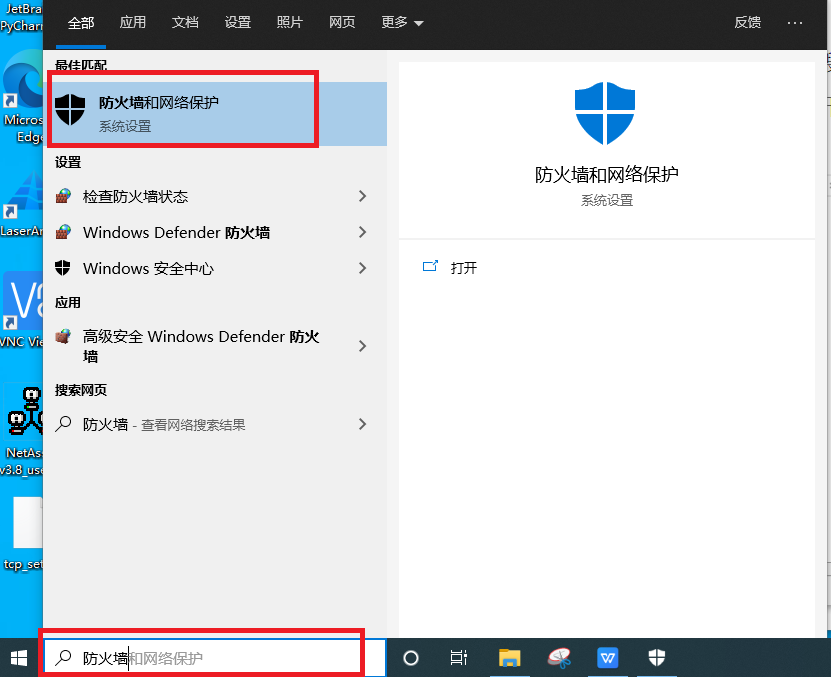 JetBra
PyCharm
全部 应用 文档 设置 照片 网页 更多 反馈 ...
最佳匹配
防火墙和网络保护
系统设置
设置
检查防火墙状态
Windows Defender 防火墙
Windows 安全中心
应用
高级安全 Windows Defender 防火
墙
搜索网页
防火墙 - 查看网络搜索结果
防火墙和网络保护
系统设置
打开
Micros
Edge
LaserAr
VNC Vie
NetAs
v3.8_use
tcp_set
防火墙和网络保护